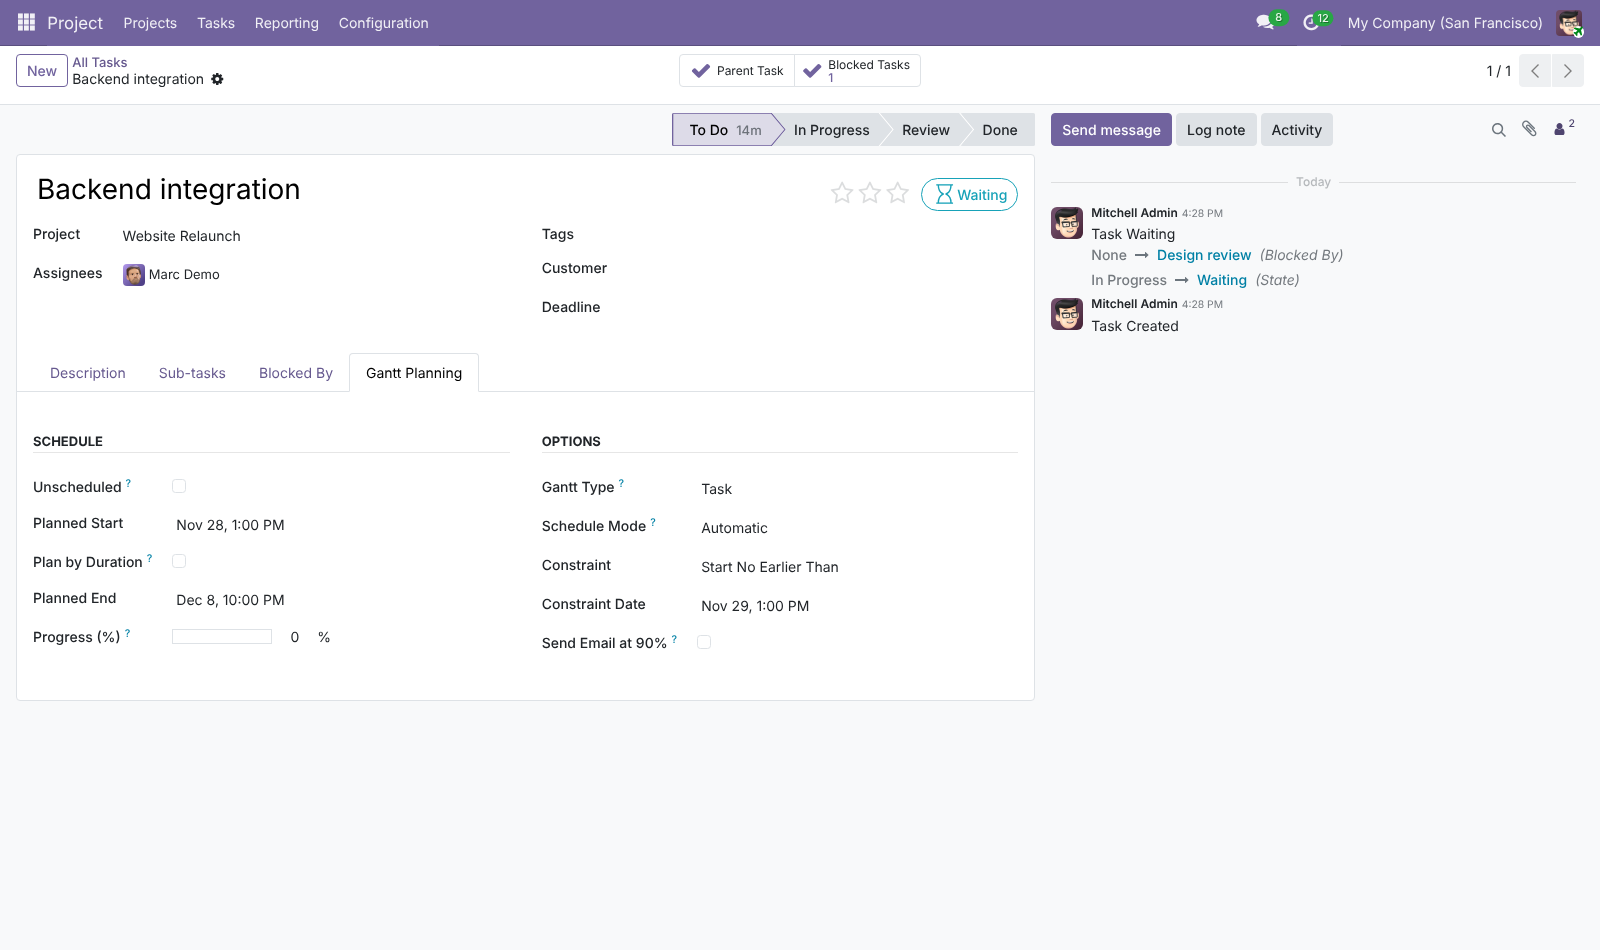 Project Projects Tasks Reporting Configuration 8 12 My Company (San Francisco)
New All Tasks
Backend integration
Parent Task Blocked Tasks
1
1 / 1
To Do 14m In Progress Review Done
Send message Log note Activity 2
Backend integration
Waiting
Project Website Relaunch
Assignees Marc Demo
Tags
Customer
Deadline
Description Sub-tasks Blocked By Gantt Planning
SCHEDULE
Unscheduled ?
Planned Start Nov 28, 1:00 PM
Plan by Duration ?
Planned End Dec 8, 10:00 PM
Progress (%) ? 0 %
OPTIONS
Gantt Type ? Task
Schedule Mode ? Automatic
Constraint Start No Earlier Than
Constraint Date Nov 29, 1:00 PM
Send Email at 90% ?
Today
Mitchell Admin 4:28 PM
Task Waiting
None → Design review (Blocked By)
In Progress → Waiting (State)
Mitchell Admin 4:28 PM
Task Created